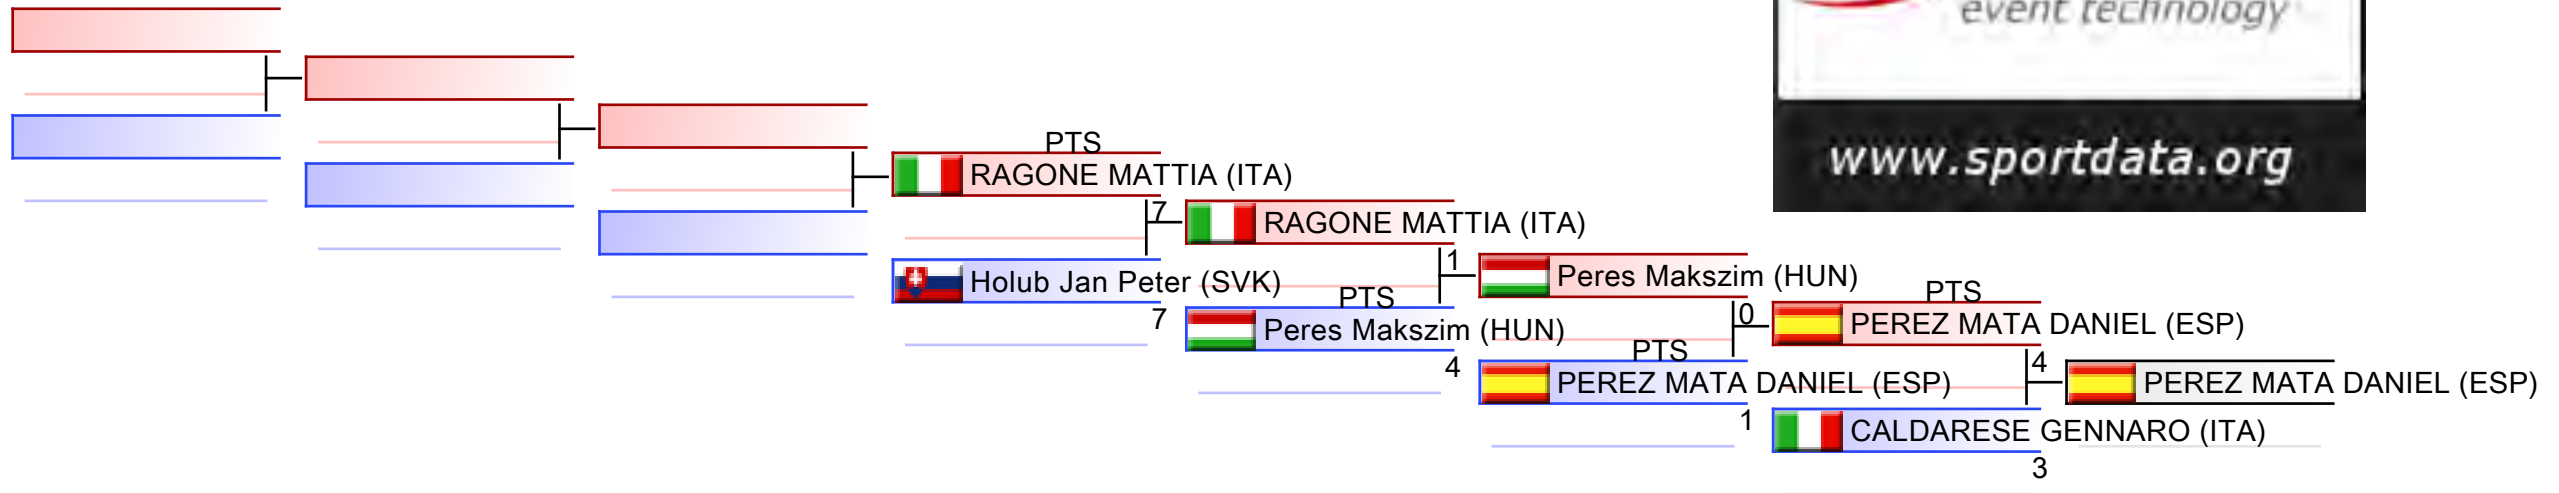 event technology
www.sportdata.org
PTS
RAGONE MATTIA (ITA)
7
Holub Jan Peter (SVK)
7
RAGONE MATTIA (ITA)
1
PTS
Peres Makszim (HUN)
4
Peres Makszim (HUN)
0
PTS
PEREZ MATA DANIEL (ESP)
1
PTS
PEREZ MATA DANIEL (ESP)
4
CALDARESE GENNARO (ITA)
3
PEREZ MATA DANIEL (ESP)